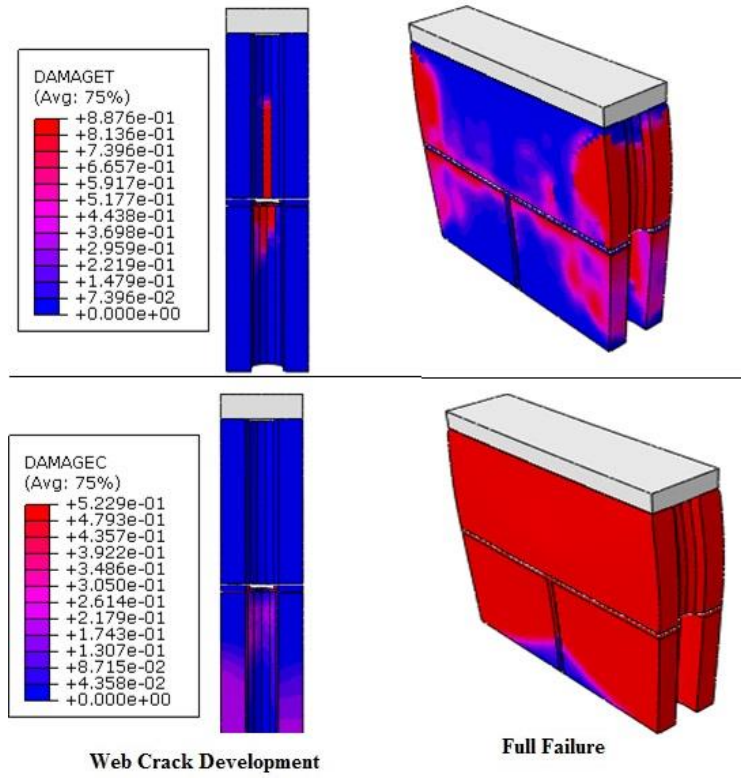 DAMAGET
(Avg: 75%)
+8.876e-01
+8.136e-01
+7.396e-01
+6.657e-01
+5.917e-01
+5.177e-01
+4.438e-01
+3.698e-01
+2.959e-01
+2.219e-01
+1.479e-01
+7.396e-02
+0.000e+00
DAMAGEC
(Avg: 75%)
+5.229e-01
+4.793e-01
+4.357e-01
+3.922e-01
+3.486e-01
+3.050e-01
+2.614e-01
+2.179e-01
+1.743e-01
+1.307e-01
+8.715e-02
+4.358e-02
+0.000e+00
Web Crack Development
Full Failure